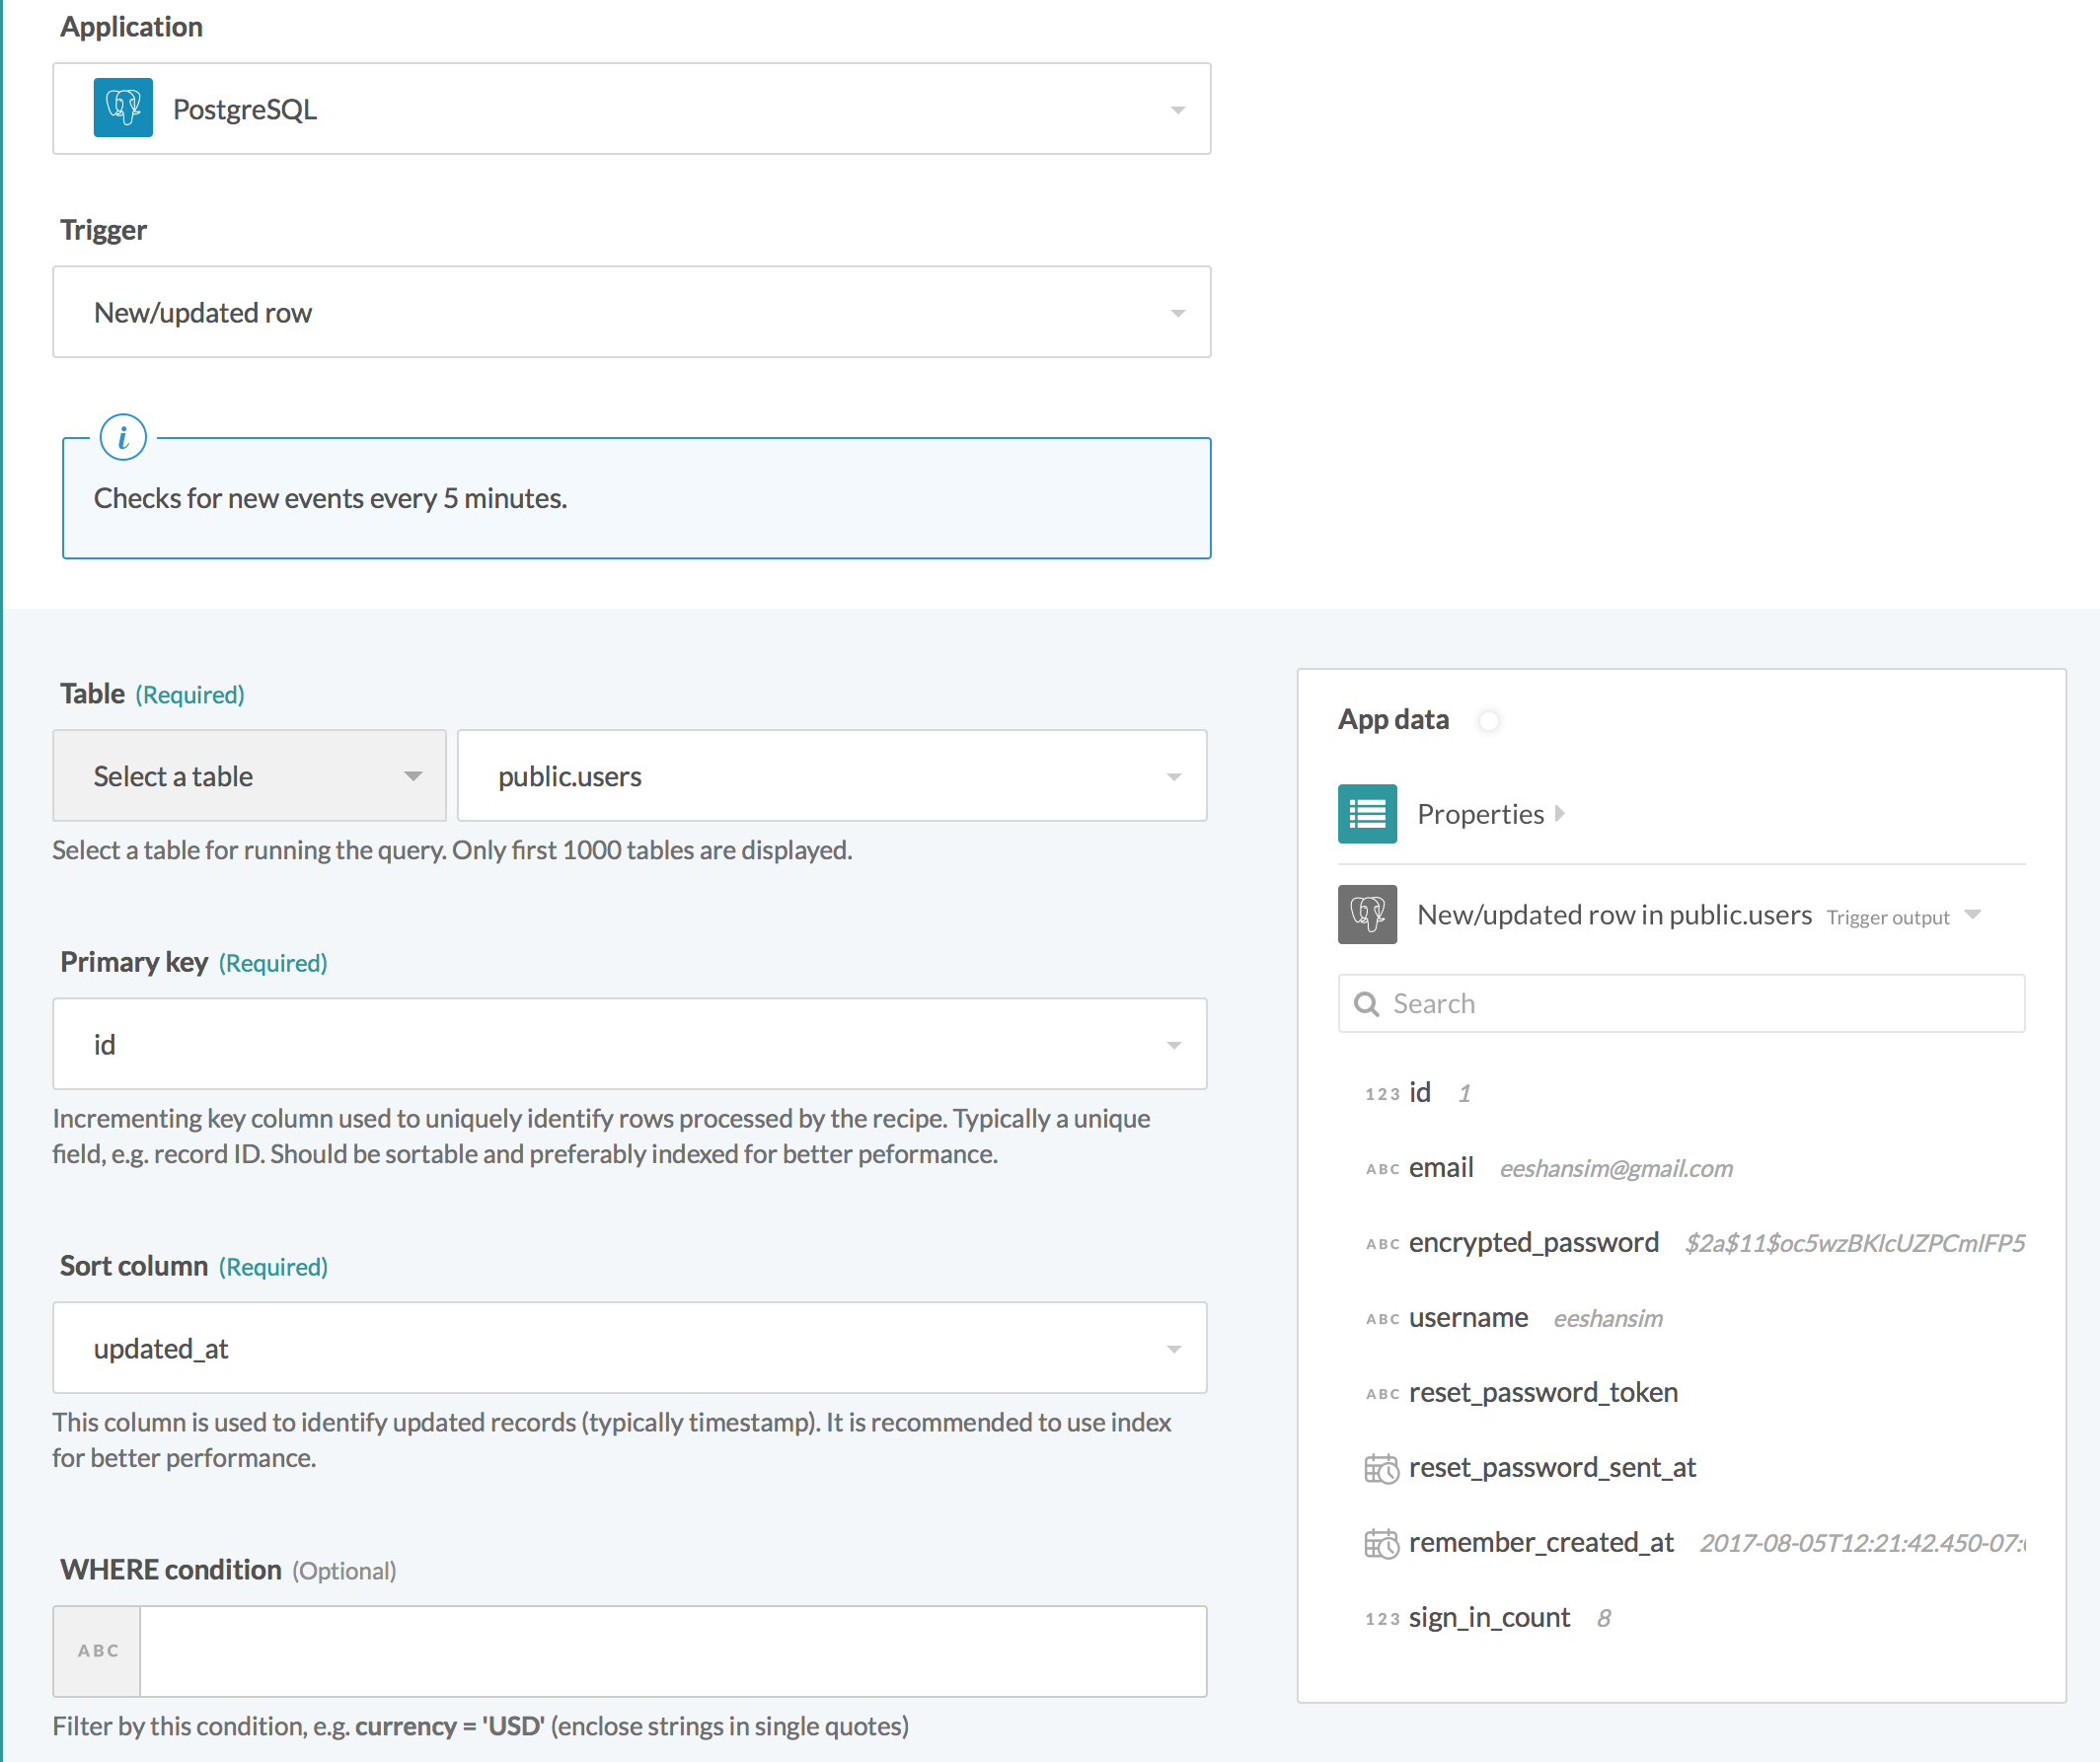 Application
PostgreSQL
Trigger
New/updated row
i
Checks for new events every 5 minutes.
Table (Required)
Select a table
public.users
Select a table for running the query. Only first 1000 tables are displayed.
Primary key (Required)
id
Incrementing key column used to uniquely identify rows processed by the recipe. Typically a unique
field, e.g. record ID. Should be sortable and preferably indexed for better peformance.
Sort column (Required)
updated_at
This column is used to identify updated records (typically timestamp). It is recommended to use index
for better performance.
WHERE condition (Optional)
ABC
Filter by this condition, e.g. currency = 'USD' (enclose strings in single quotes)
App data
Properties
New/updated row in public.users Trigger output
Search
123 id 1
ABC email eeshansim@gmail.com
ABC encrypted_password $2a$11$oc5wzBKlcUZPCmlFP5
ABC username eeshansim
ABC reset_password_token
reset_password_sent_at
remember_created_at 2017-08-05T12:21:42.450-07:
123 sign_in_count 8